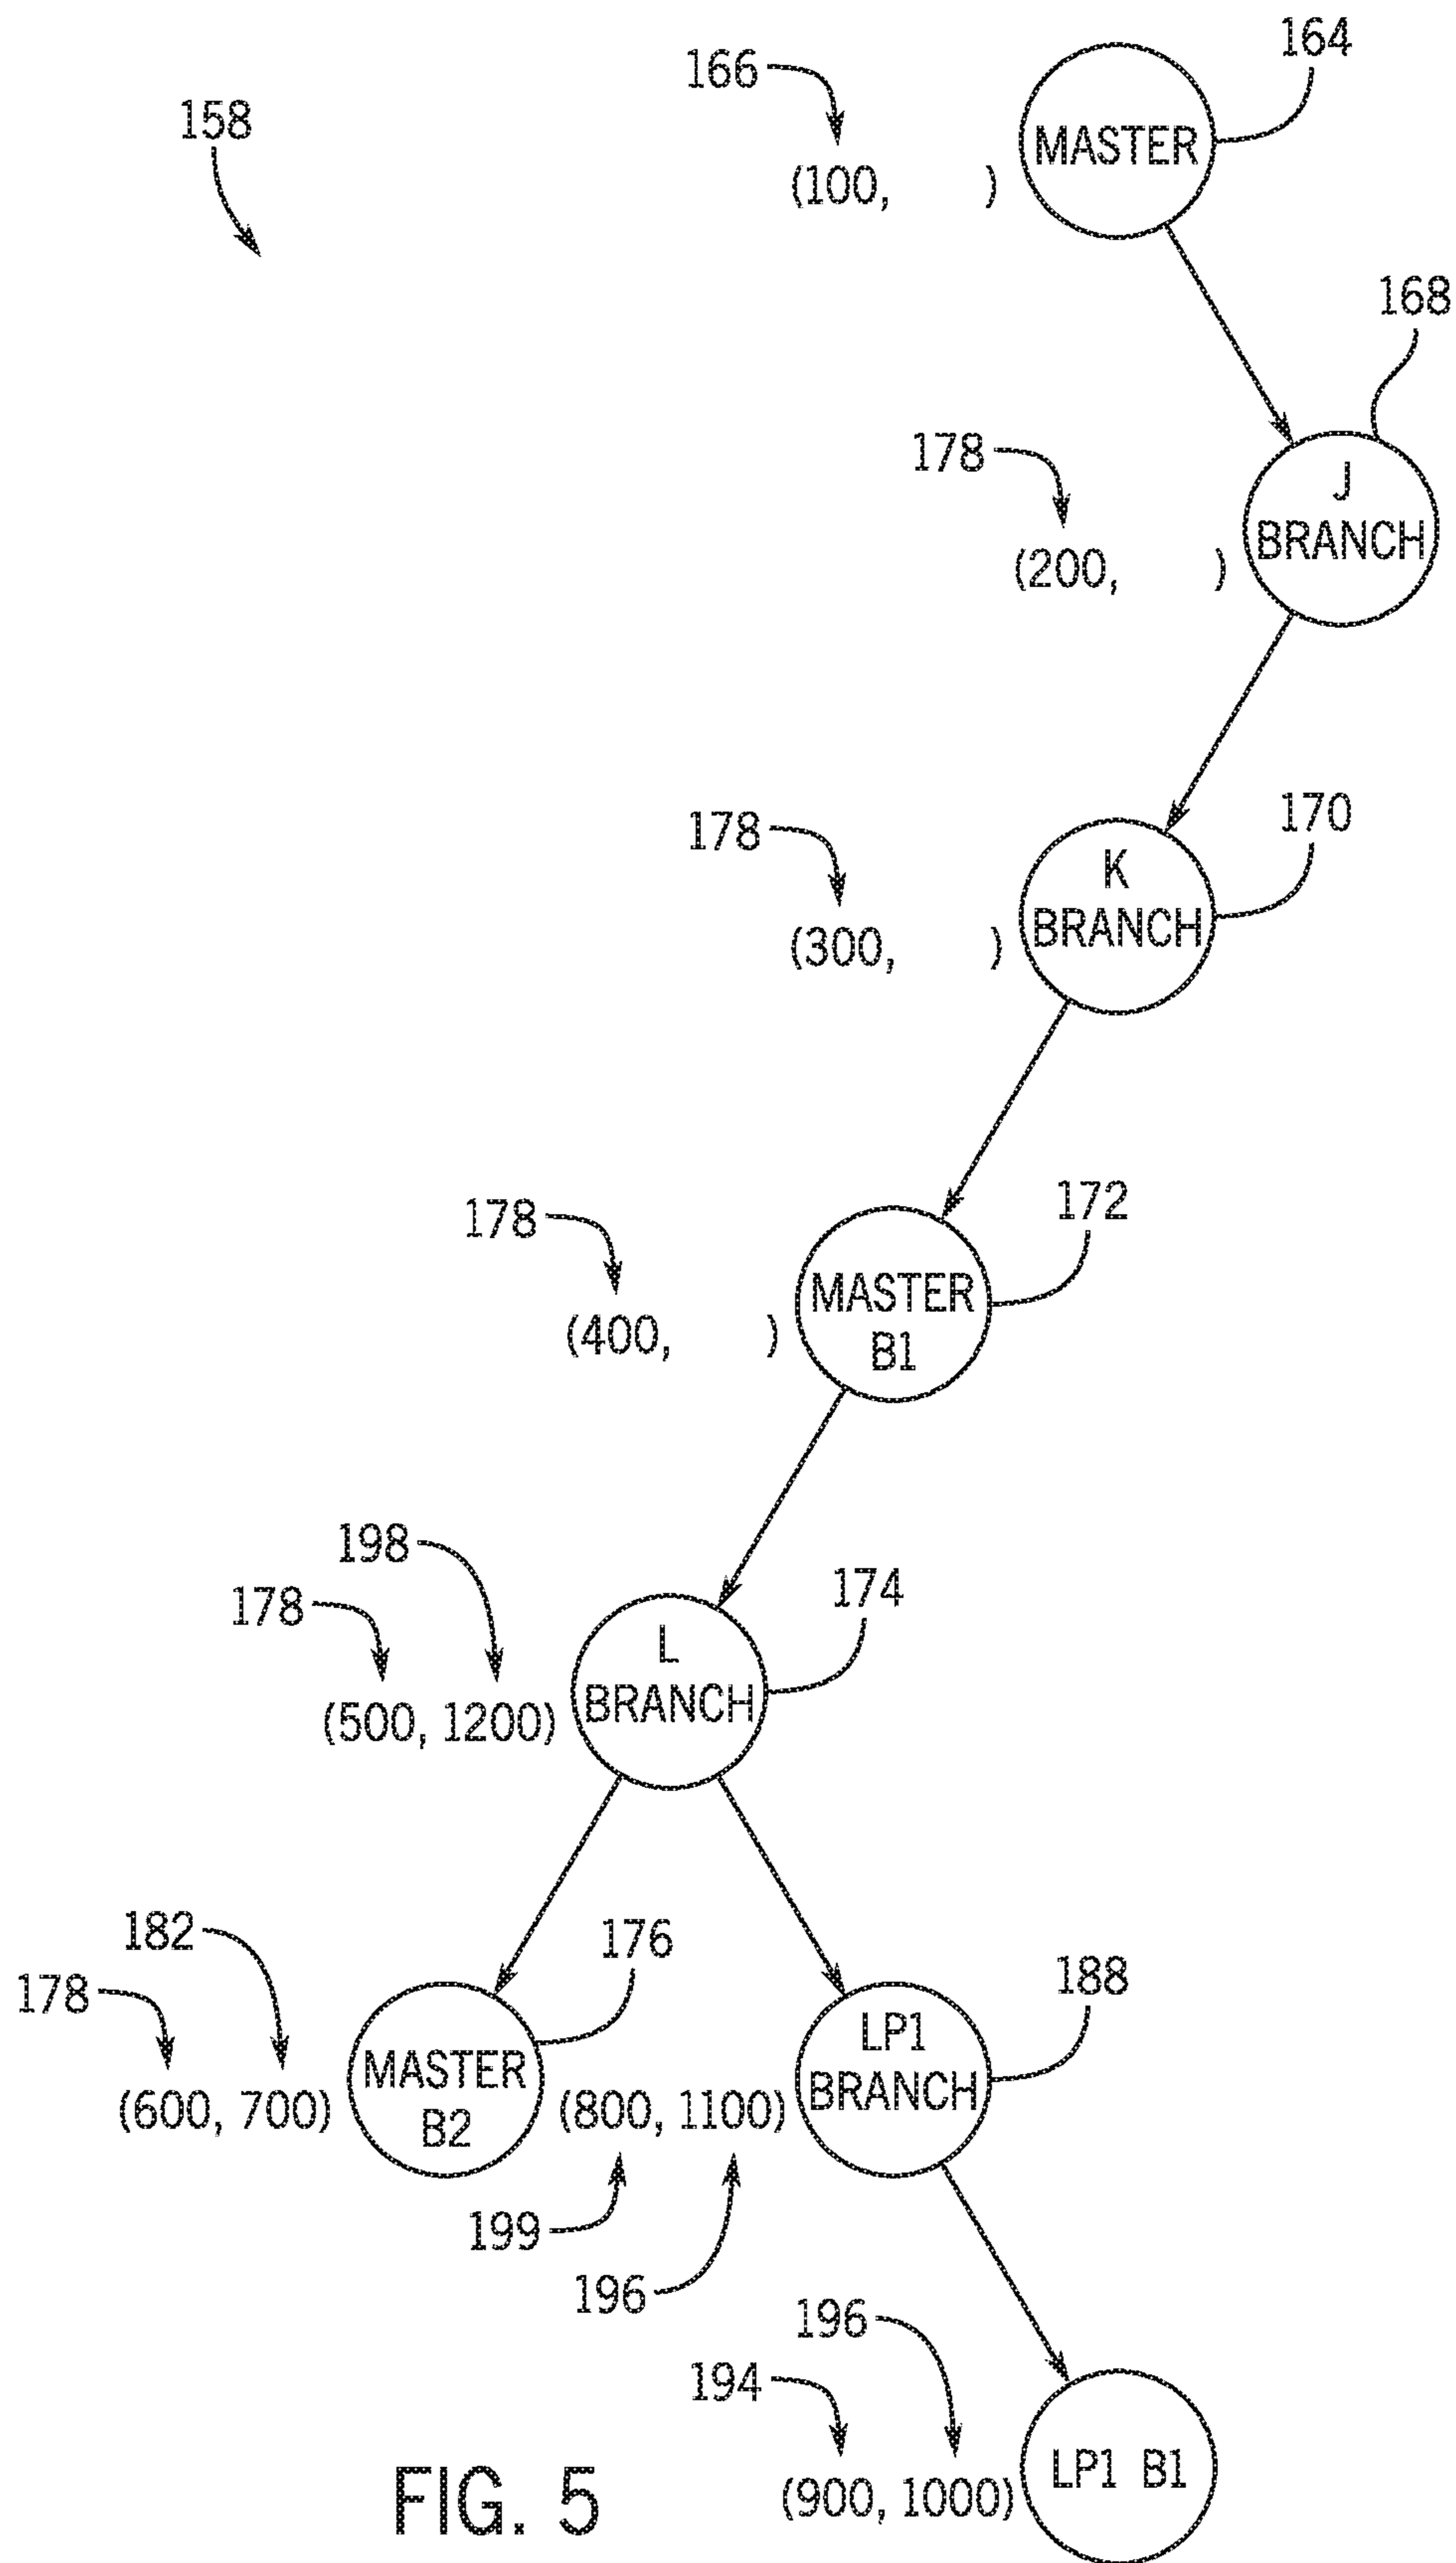 164
166
158
MASTER
(100, )
168
178
J
BRANCH
(200, )
178
170
K
BRANCH
(300, )
178
172
MASTER
B1
(400, )
198
178
174
L
BRANCH
(500, 1200)
182
176
178
188
LP1
BRANCH
MASTER
B2
(600, 700)
(800, 1100)
199
196
196
194
LP1 B1
(900, 1000)
FIG. 5